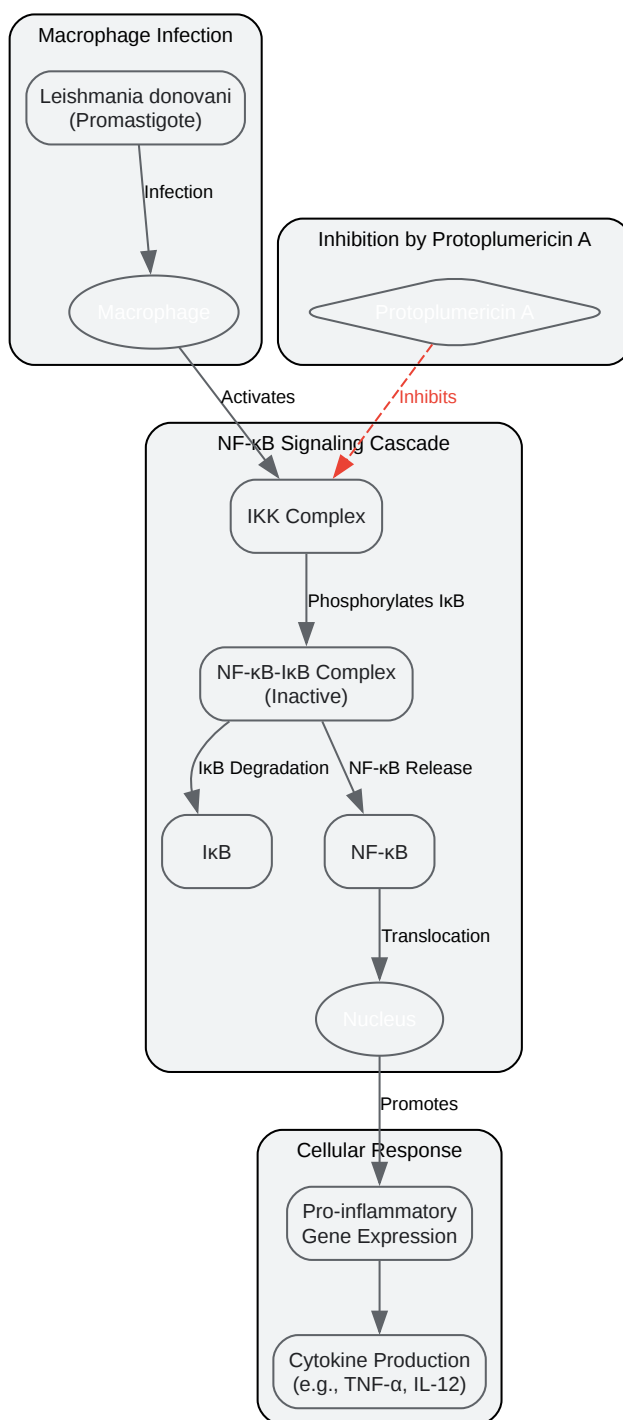 Macrophage Infection
Leishmania donovani
(Promastigote)
Infection
Macrophage
Inhibition by Protoplumericin A
Protoplumericin A
Activates
Inhibits
NF-κB Signaling Cascade
IKK Complex
Phosphorylates IκB
NF-κB-IκB Complex
(Inactive)
IκB Degradation
NF-κB Release
IκB
NF-κB
Translocation
Nucleus
Promotes
Cellular Response
Pro-inflammatory
Gene Expression
Cytokine Production
(e.g., TNF-α, IL-12)